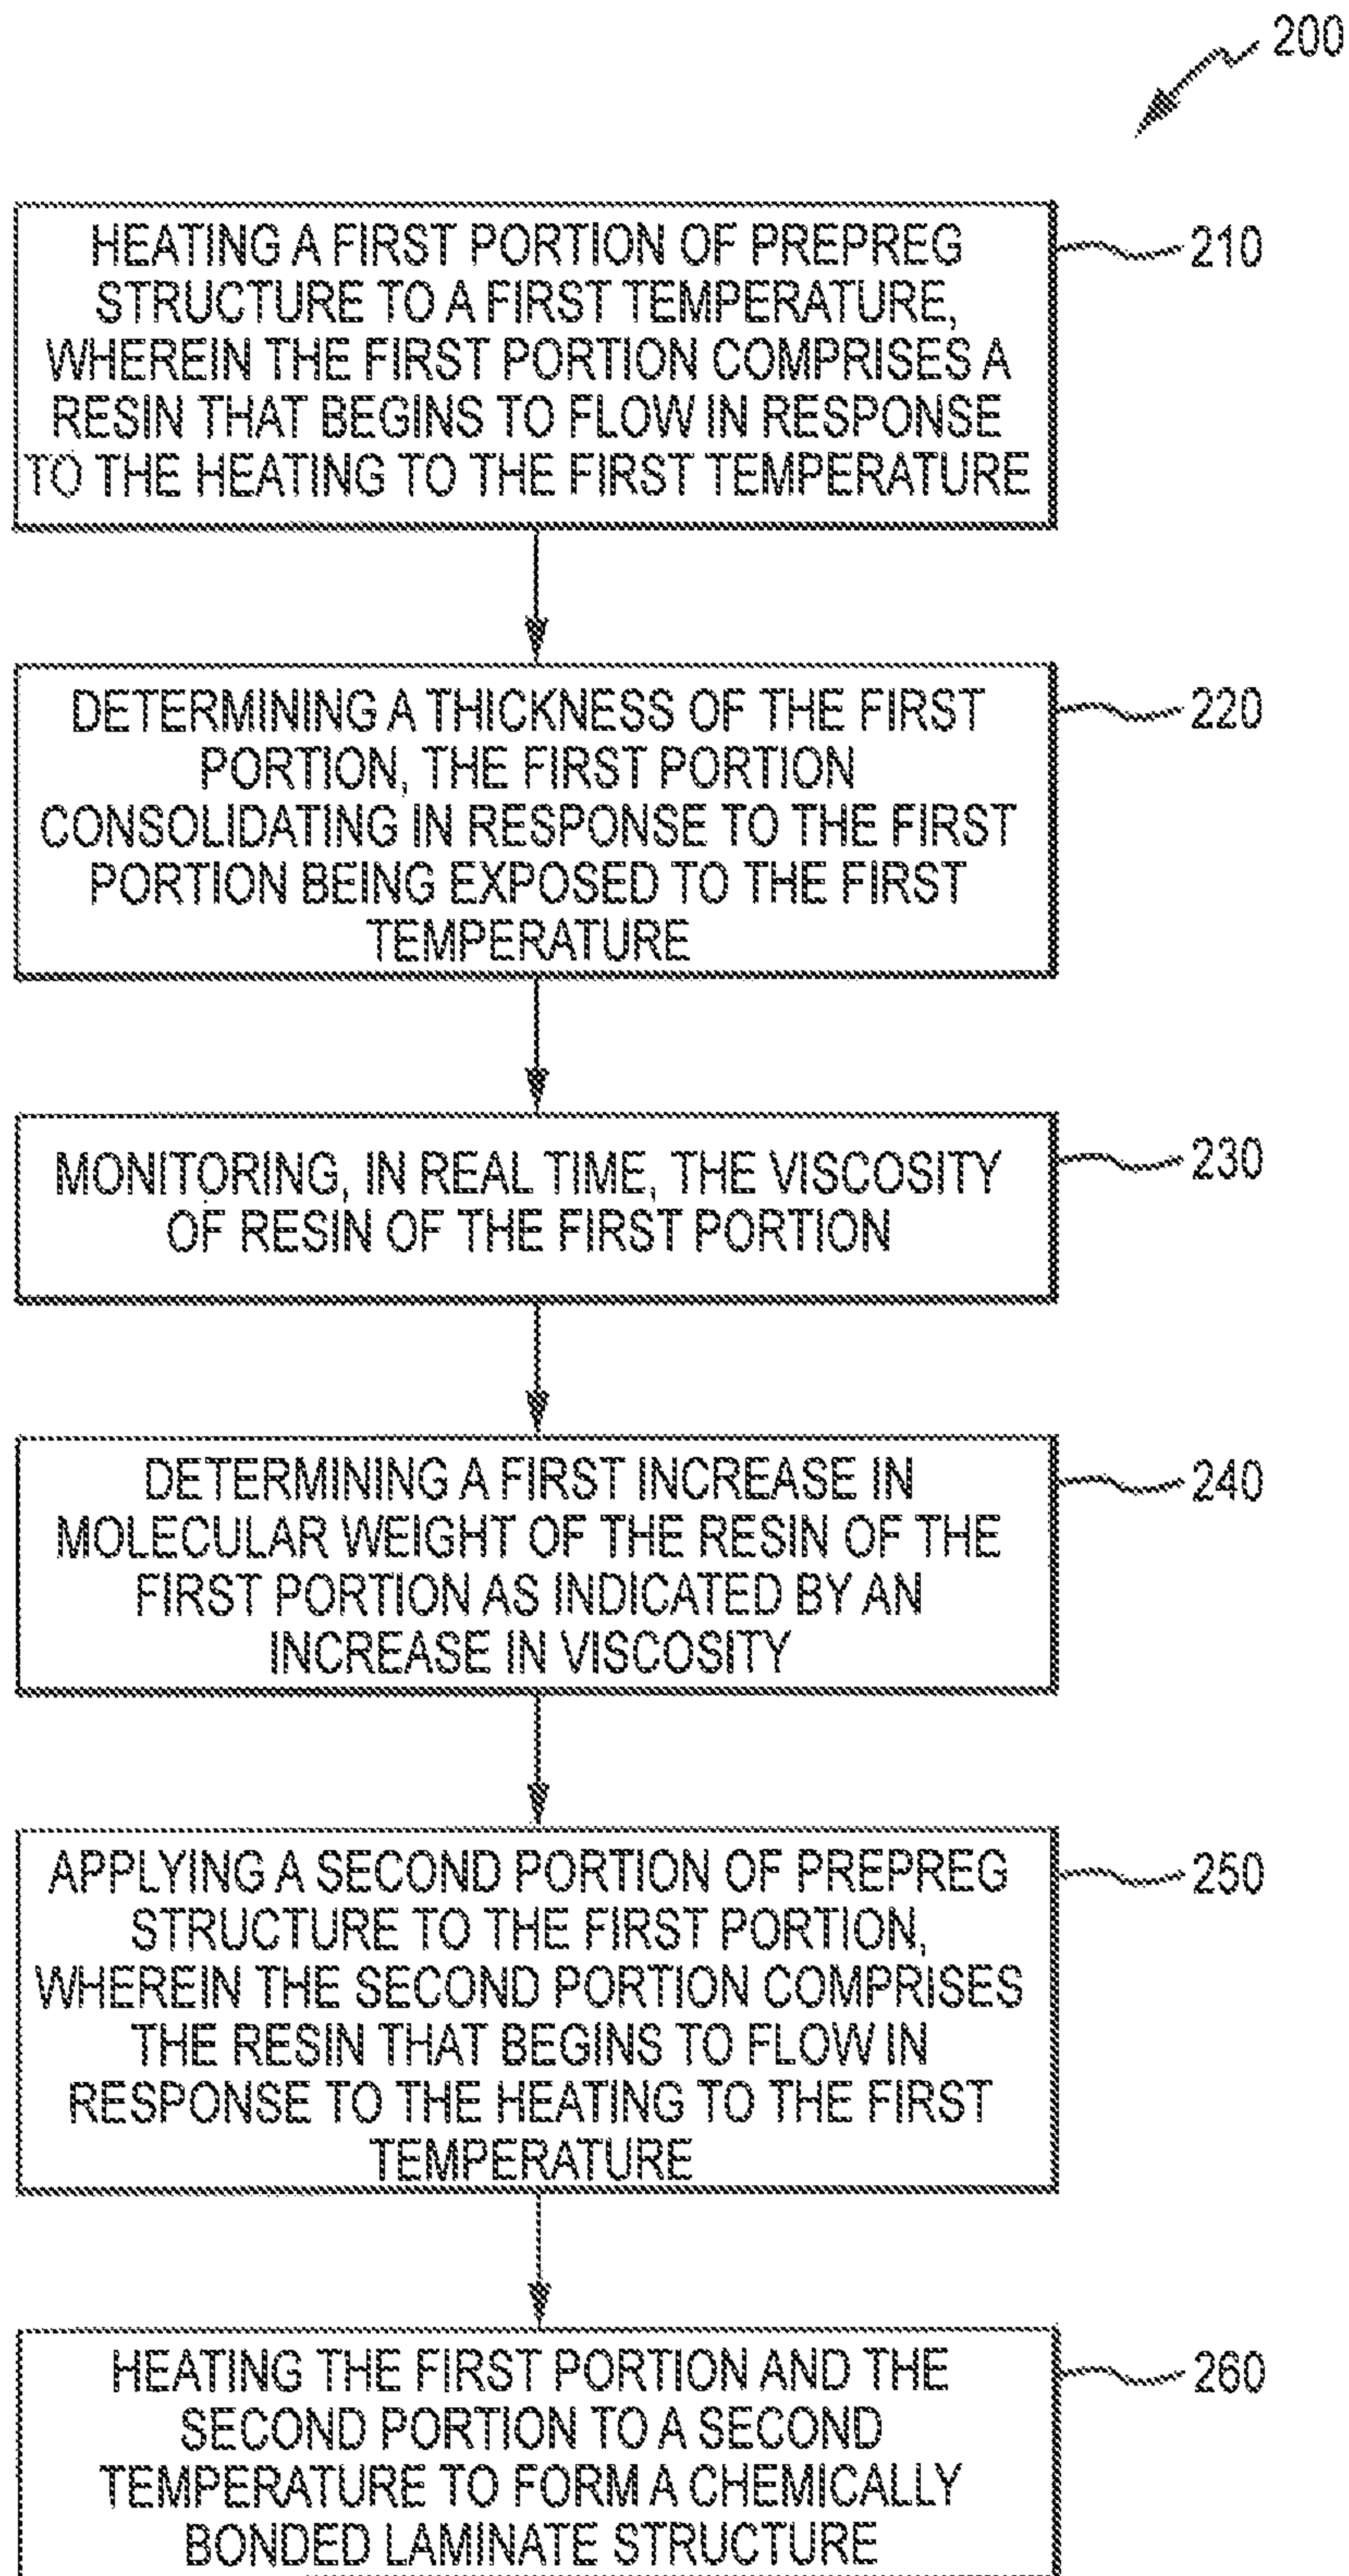 200
HEATING A FIRST PORTION OF PREPREG
STRUCTURE TO A FIRST TEMPERATURE,
WHEREIN THE FIRST PORTION COMPRISES A
RESIN THAT BEGINS TO FLOW IN RESPONSE
TO THE HEATING TO THE FIRST TEMPERATURE
210
DETERMINING A THICKNESS OF THE FIRST
PORTION, THE FIRST PORTION
CONSOLIDATING IN RESPONSE TO THE FIRST
PORTION BEING EXPOSED TO THE FIRST
TEMPERATURE
220
MONITORING, IN REAL TIME, THE VISCOSITY
OF RESIN OF THE FIRST PORTION
230
DETERMINING A FIRST INCREASE IN
MOLECULAR WEIGHT OF THE RESIN OF THE
FIRST PORTION AS INDICATED BY AN
INCREASE IN VISCOSITY
240
APPLYING A SECOND PORTION OF PREPREG
STRUCTURE TO THE FIRST PORTION,
WHEREIN THE SECOND PORTION COMPRISES
THE RESIN THAT BEGINS TO FLOW IN
RESPONSE TO THE HEATING TO THE FIRST
TEMPERATURE
250
HEATING THE FIRST PORTION AND THE
SECOND PORTION TO A SECOND
TEMPERATURE TO FORM A CHEMICALLY
BONDED LAMINATE STRUCTURE
260